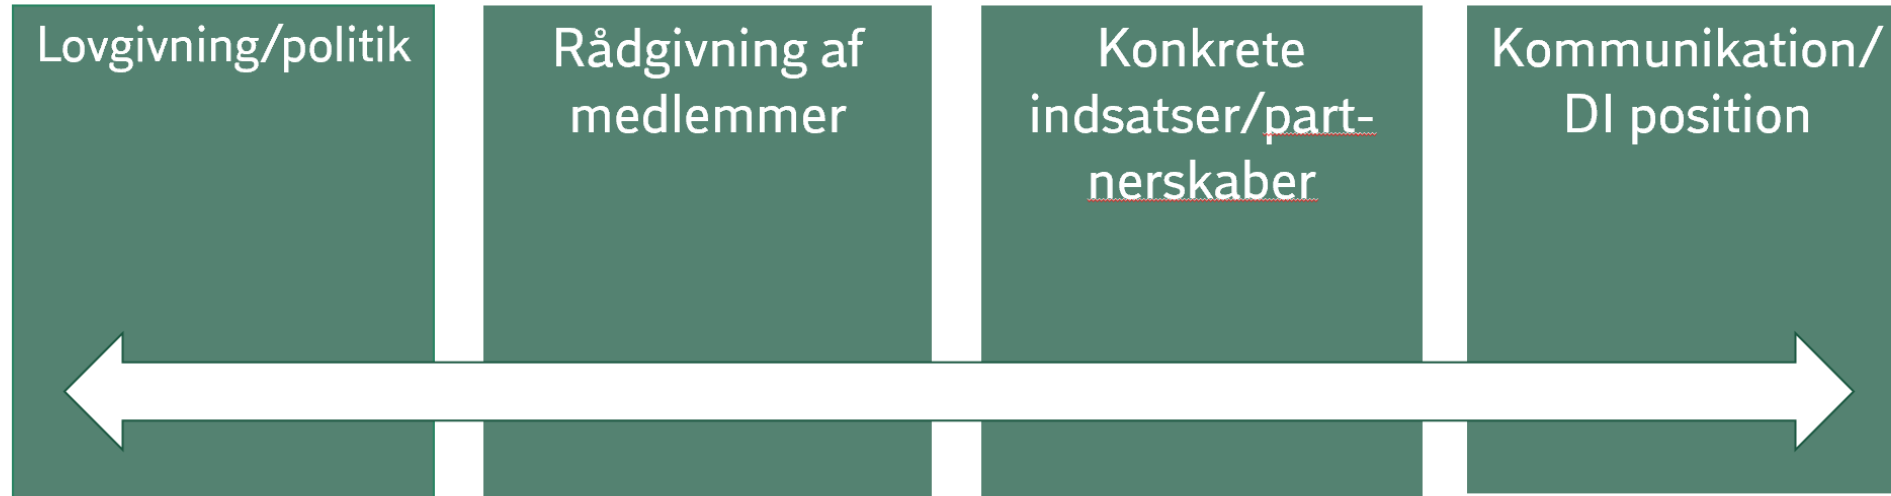 Lovgivning/politik
Rådgivning af
medlemmer
Konkrete
indsatser/part-
nerskaber
Kommunikation/
DI position